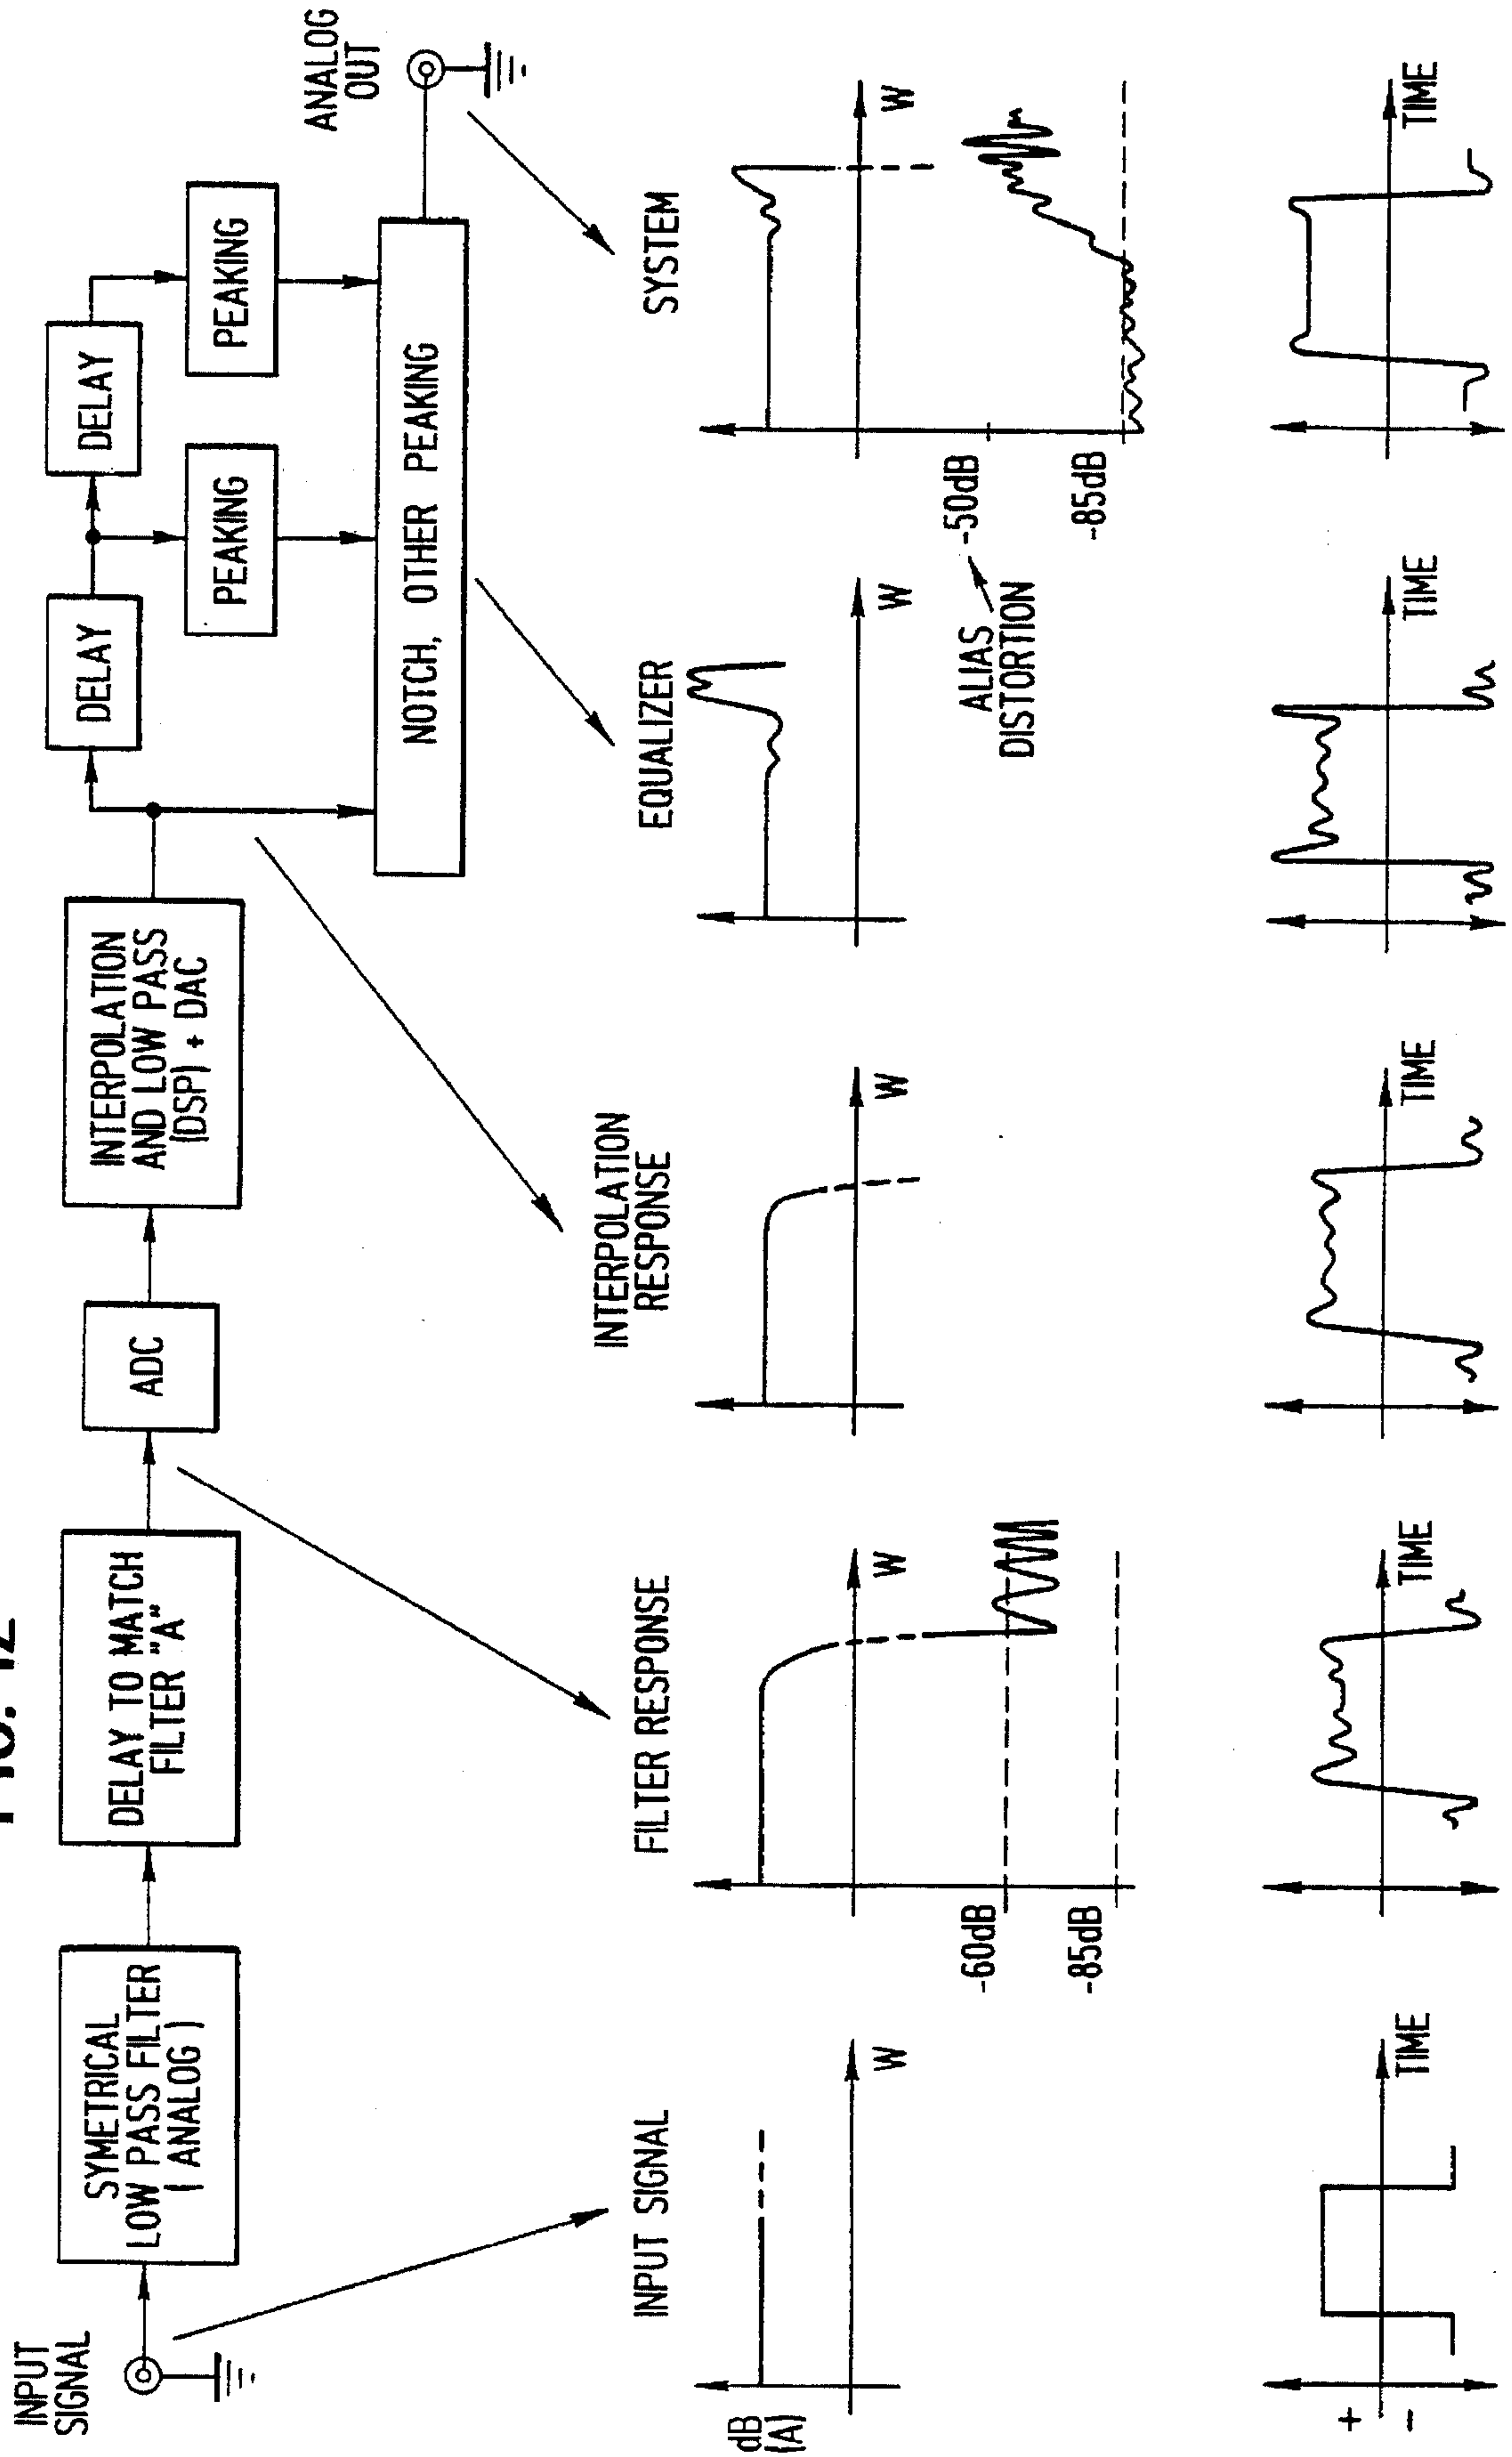 FIG. 12
INPUT
SIGNAL
SYMETRICAL
LOW PASS FILTER
( ANALOG )
DELAY TO MATCH
FILTER "A"
ADC
INTERPOLATION
AND LOW PASS
(DSP) + DAC
DELAY
DELAY
PEAKING
PEAKING
NOTCH, OTHER PEAKING
ANALOG
OUT
INPUT SIGNAL
dB
(A)
W
FILTER RESPONSE
W
-60dB
-85dB
INTERPOLATION
RESPONSE
W
EQUALIZER
W
SYSTEM
W
-50dB
-85dB
ALIAS
DISTORTION
+
-
TIME
TIME
TIME
TIME
TIME